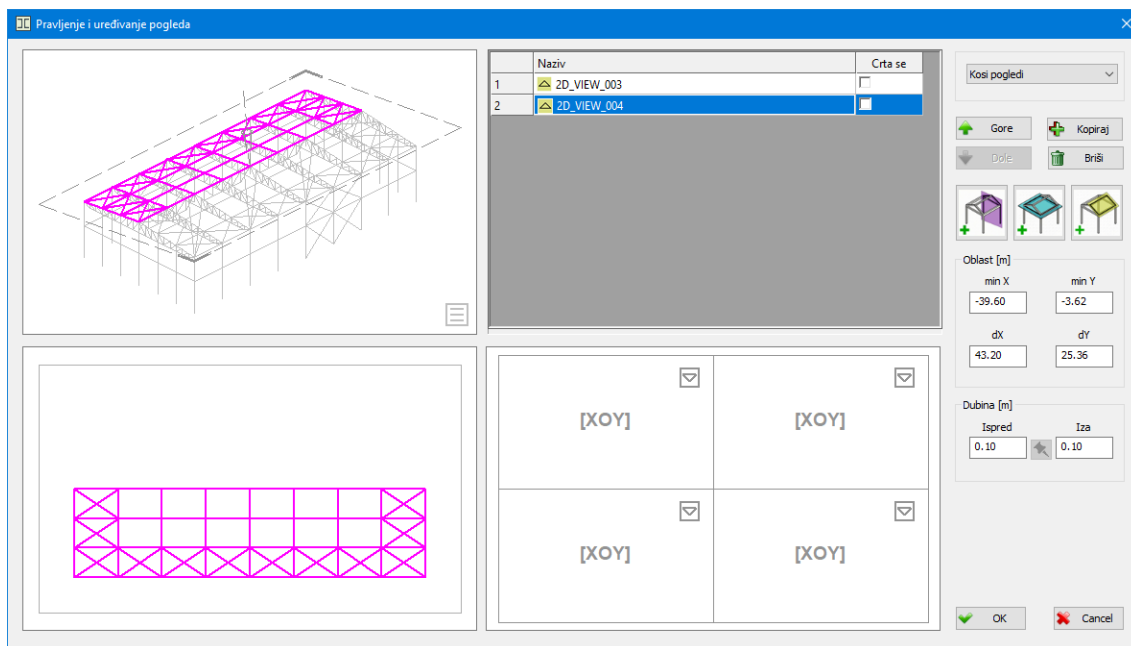 Pravljenje i uređivanje pogleda
Naziv Crta se
1 2D_VIEW_003
2 2D_VIEW_004
Kosi pogledi
Gore Kopiraj
Dole Briši
Oblast [m]
min X min Y
-39.60 -3.62
dX dY
43.20 25.36
Dubina [m]
Ispred Iza
0.10 0.10
[XOY] [XOY]
[XOY] [XOY]
OK Cancel